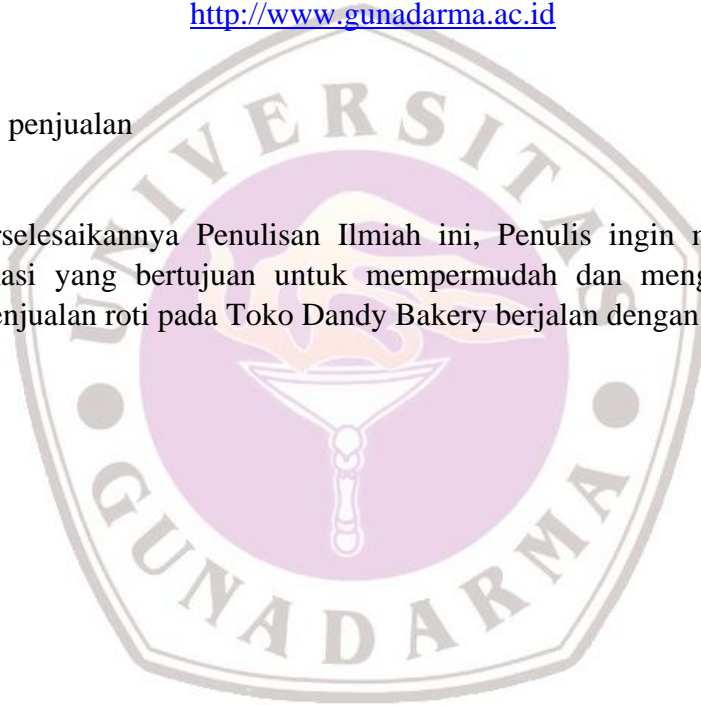 http://www.gunadarma.ac.id
penjualan
rselesaikannya Penulisan Ilmiah ini, Penulis ingin
asi yang bertujuan untuk mempermudah dan meng
enjualan roti pada Toko Dandy Bakery berjalan dengan
UNIVERSITAS
GUNADARMA